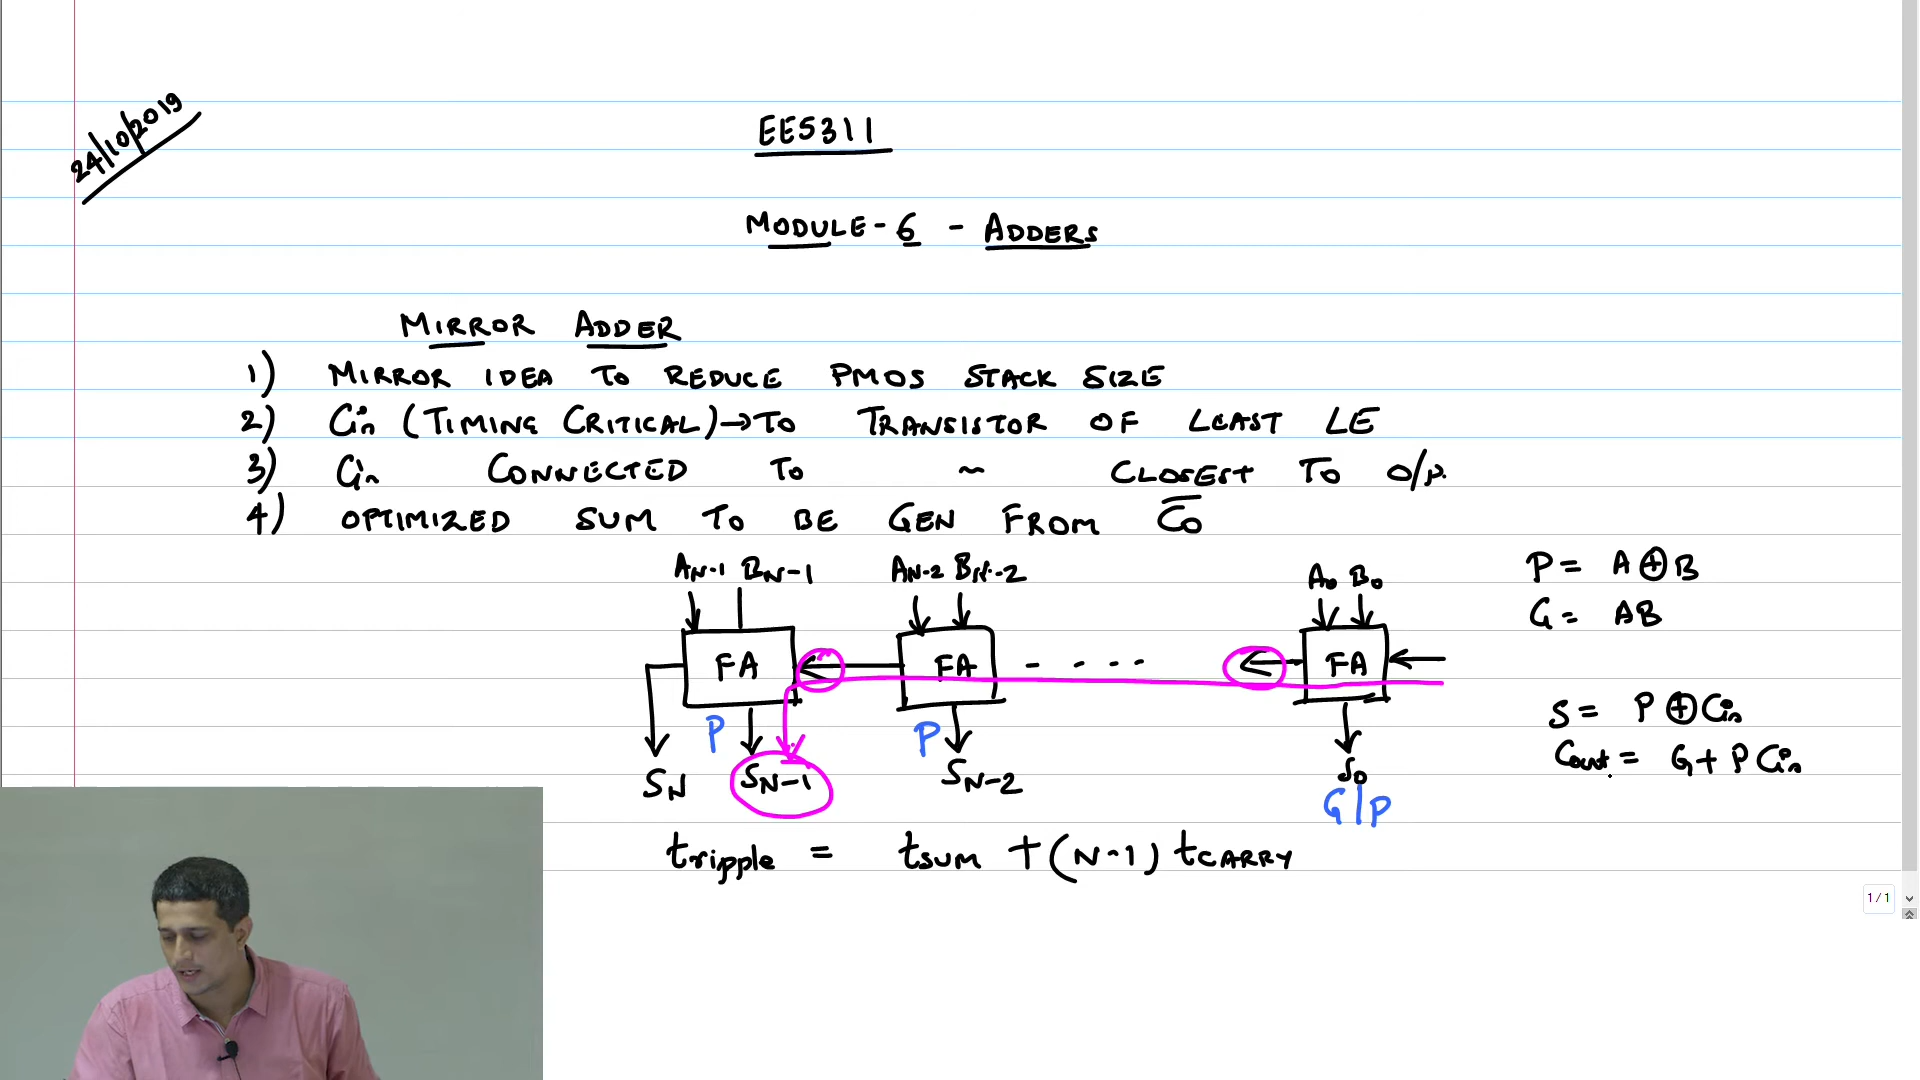 24/10/2019
EE5311
MODULE-6 - ADDERS
MIRROR ADDER
1) MIRROR IDEA TO REDUCE PMOS STACK SIZE
2) Cin (TIMING CRITICAL) → TO TRANSISTOR OF LEAST LE
3) Cin CONNECTED TO ~ CLOSEST TO O/P.
4) OPTIMIZED SUM TO BE GEN FROM C̅o̅
AN-1 BN-1 AN-2 BN-2 A0 B0
P = A ⊕ B
G = AB
FA FA - - - - FA
S = P ⊕ Cin
Cout = G + P Cin
P P
SN SN-1 SN-2 S0
G | P
tripple = tSUM + (N-1) tCARRY
1/1